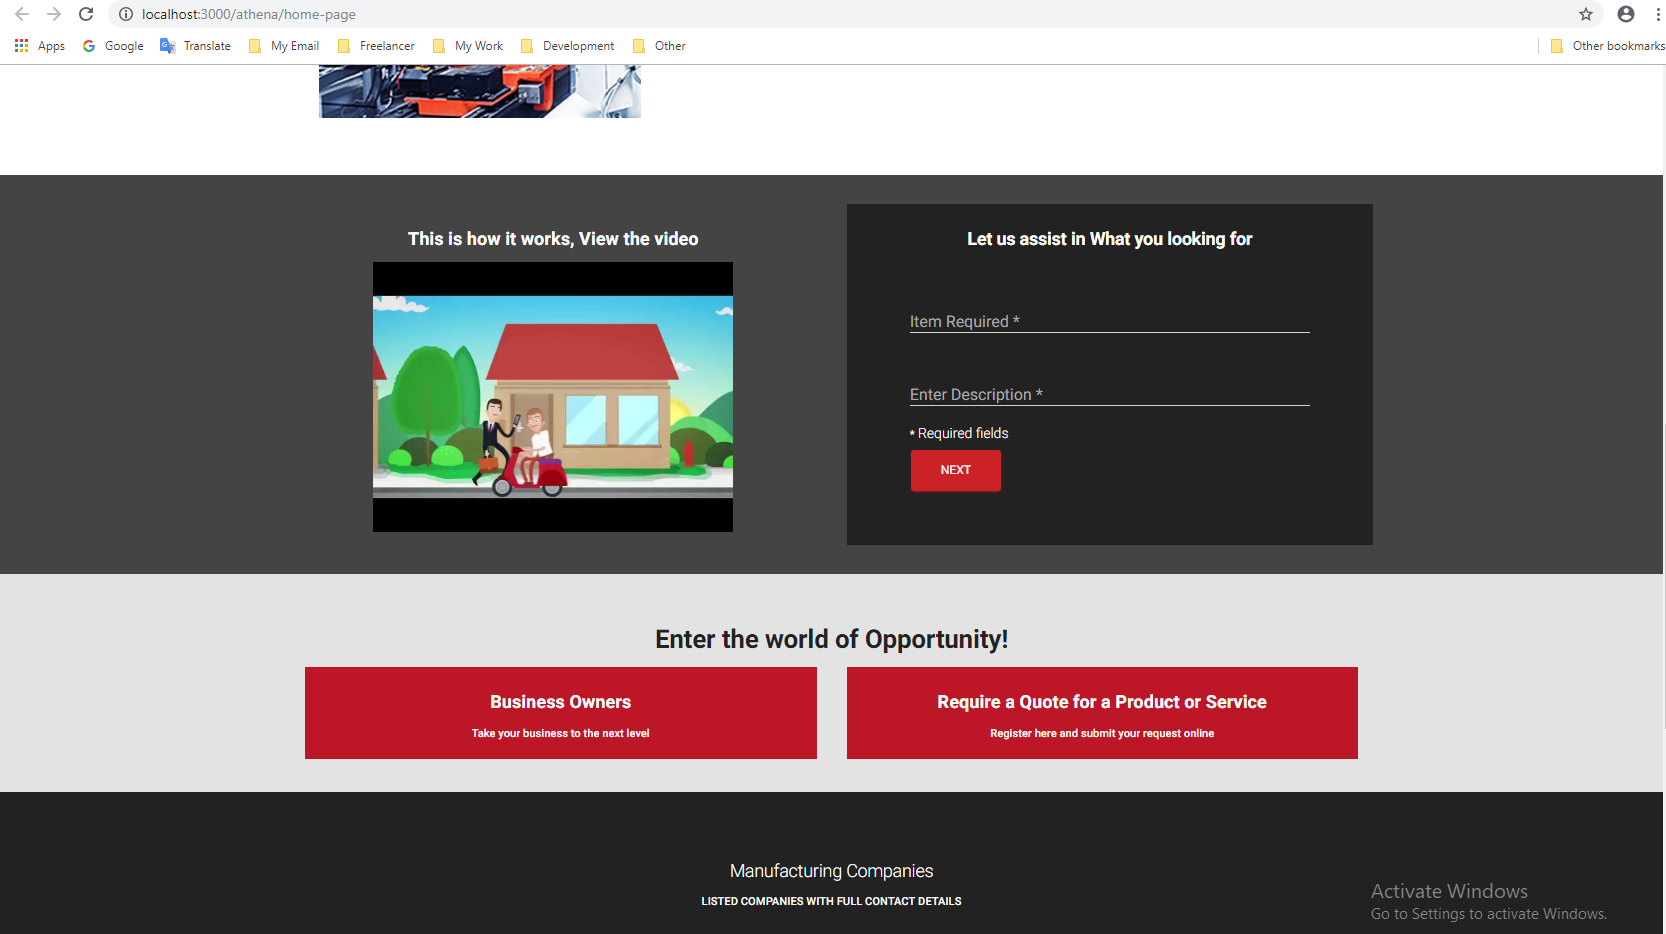 localhost:3000/athena/home-page
Apps Google Translate My Email Freelancer My Work Development Other Other bookmarks
This is how it works, View the video
Let us assist in What you looking for
Item Required *
Enter Description *
* Required fields
NEXT
Enter the world of Opportunity!
Business Owners
Take your business to the next level
Require a Quote for a Product or Service
Register here and submit your request online
Manufacturing Companies
LISTED COMPANIES WITH FULL CONTACT DETAILS
Activate Windows
Go to Settings to activate Windows.